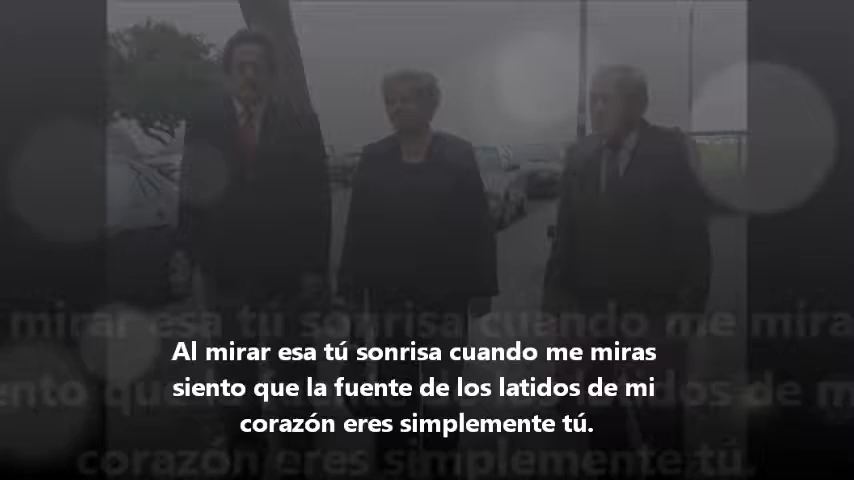 Al mirar esa tú sonrisa cuando me miras
siento que la fuente de los latidos de mi
corazón eres simplemente tú.